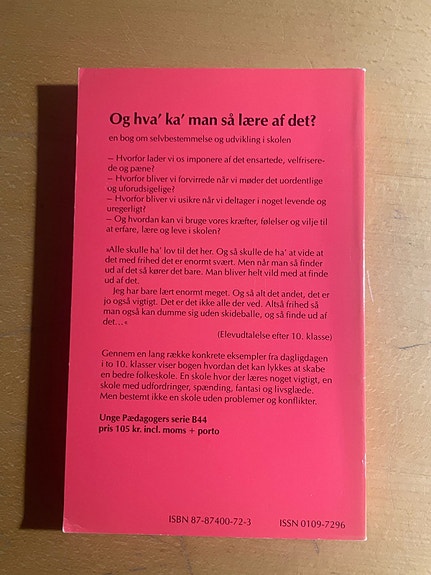 Og hva' ka' man så lære af det?
en bog om selvbestemmelse og udvikling i skolen
– Hvorfor lader vi os imponere af det ensartede, velfrisere-
de og pæne?
– Hvorfor bliver vi forvirrede når vi møder det uordentlige
og uforudsigelige?
– Hvorfor bliver vi usikre når vi deltager i noget levende og
uregerligt?
– Og hvordan kan vi bruge vores kræfter, følelser og vilje til
at erfare, lære og leve i skolen?
»Alle skulle ha' lov til det her. Og så skulle de ha' at vide at
det med frihed det er enormt svært. Men når man så finder
ud af det så kører det bare. Man bliver helt vild med at finde
ud af det.
Jeg har bare lært enormt meget. Og så alt det andet, det er
jo også vigtigt. Det er det ikke alle der ved. Altså frihed så
man også kan dumme sig uden skideballe, og så finde ud af
det...«
(Elevudtalelse efter 10. klasse)
Gennem en lang række konkrete eksempler fra dagligdagen
i to 10. klasser viser bogen hvordan det kan lykkes at skabe
en bedre folkeskole. En skole hvor der læres noget vigtigt, en
skole med udfordringer, spænding, fantasi og livsglæde.
Men bestemt ikke en skole uden problemer og konflikter.
Unge Pædagogers serie B44
pris 105 kr. incl. moms + porto
ISBN 87-87400-72-3 ISSN 0109-7296